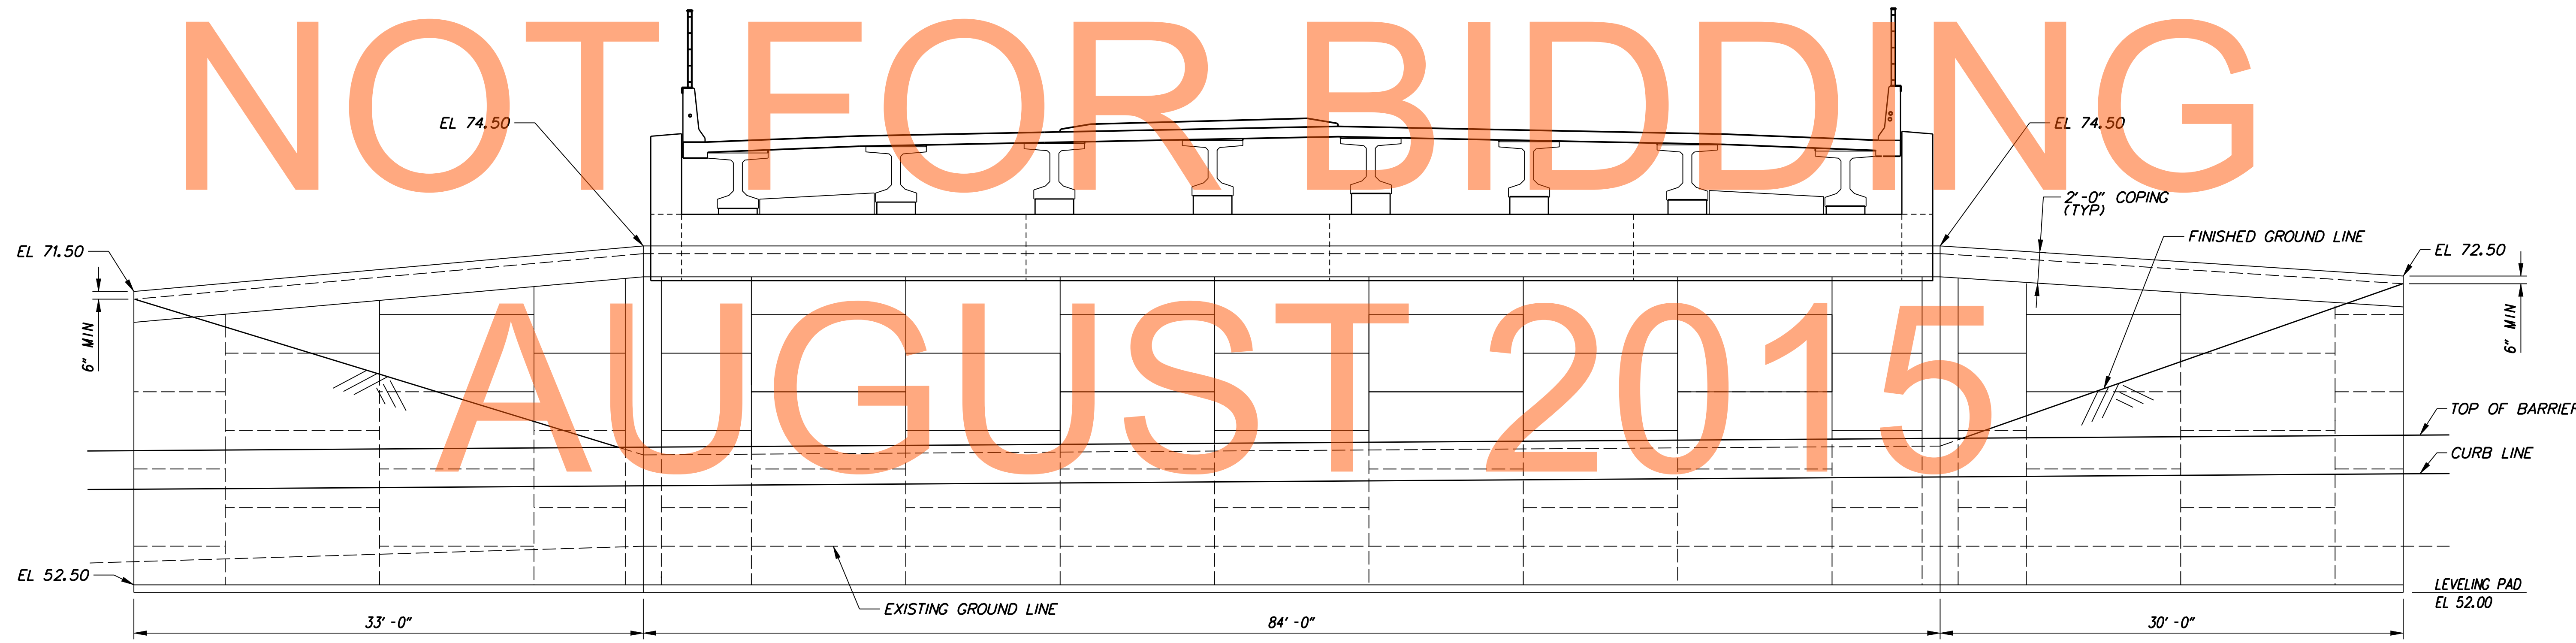 NOT FOR BIDDING
EL 74.50
EL 74.50
2'-0" COPING
(TYP)
FINISHED GROUND LINE
EL 71.50
EL 72.50
6" MIN
6" MIN
AUGUST 2015
TOP OF BARRIER
CURB LINE
EL 52.50
LEVELING PAD
EL 52.00
EXISTING GROUND LINE
33'-0"
84'-0"
30'-0"